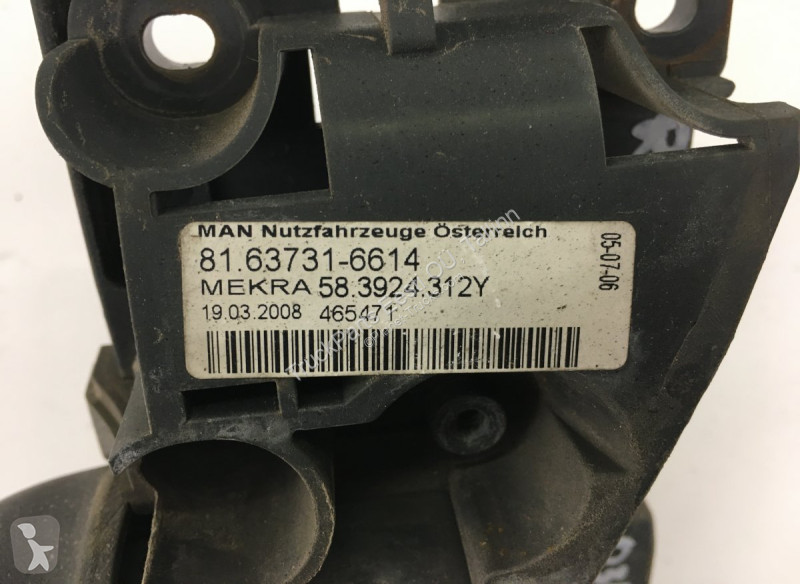 MAN Nutzfahrzeuge Österreich
81.63731-6614
MEKRA 58.3924.312Y
19.03.2008 465471
05-07-06